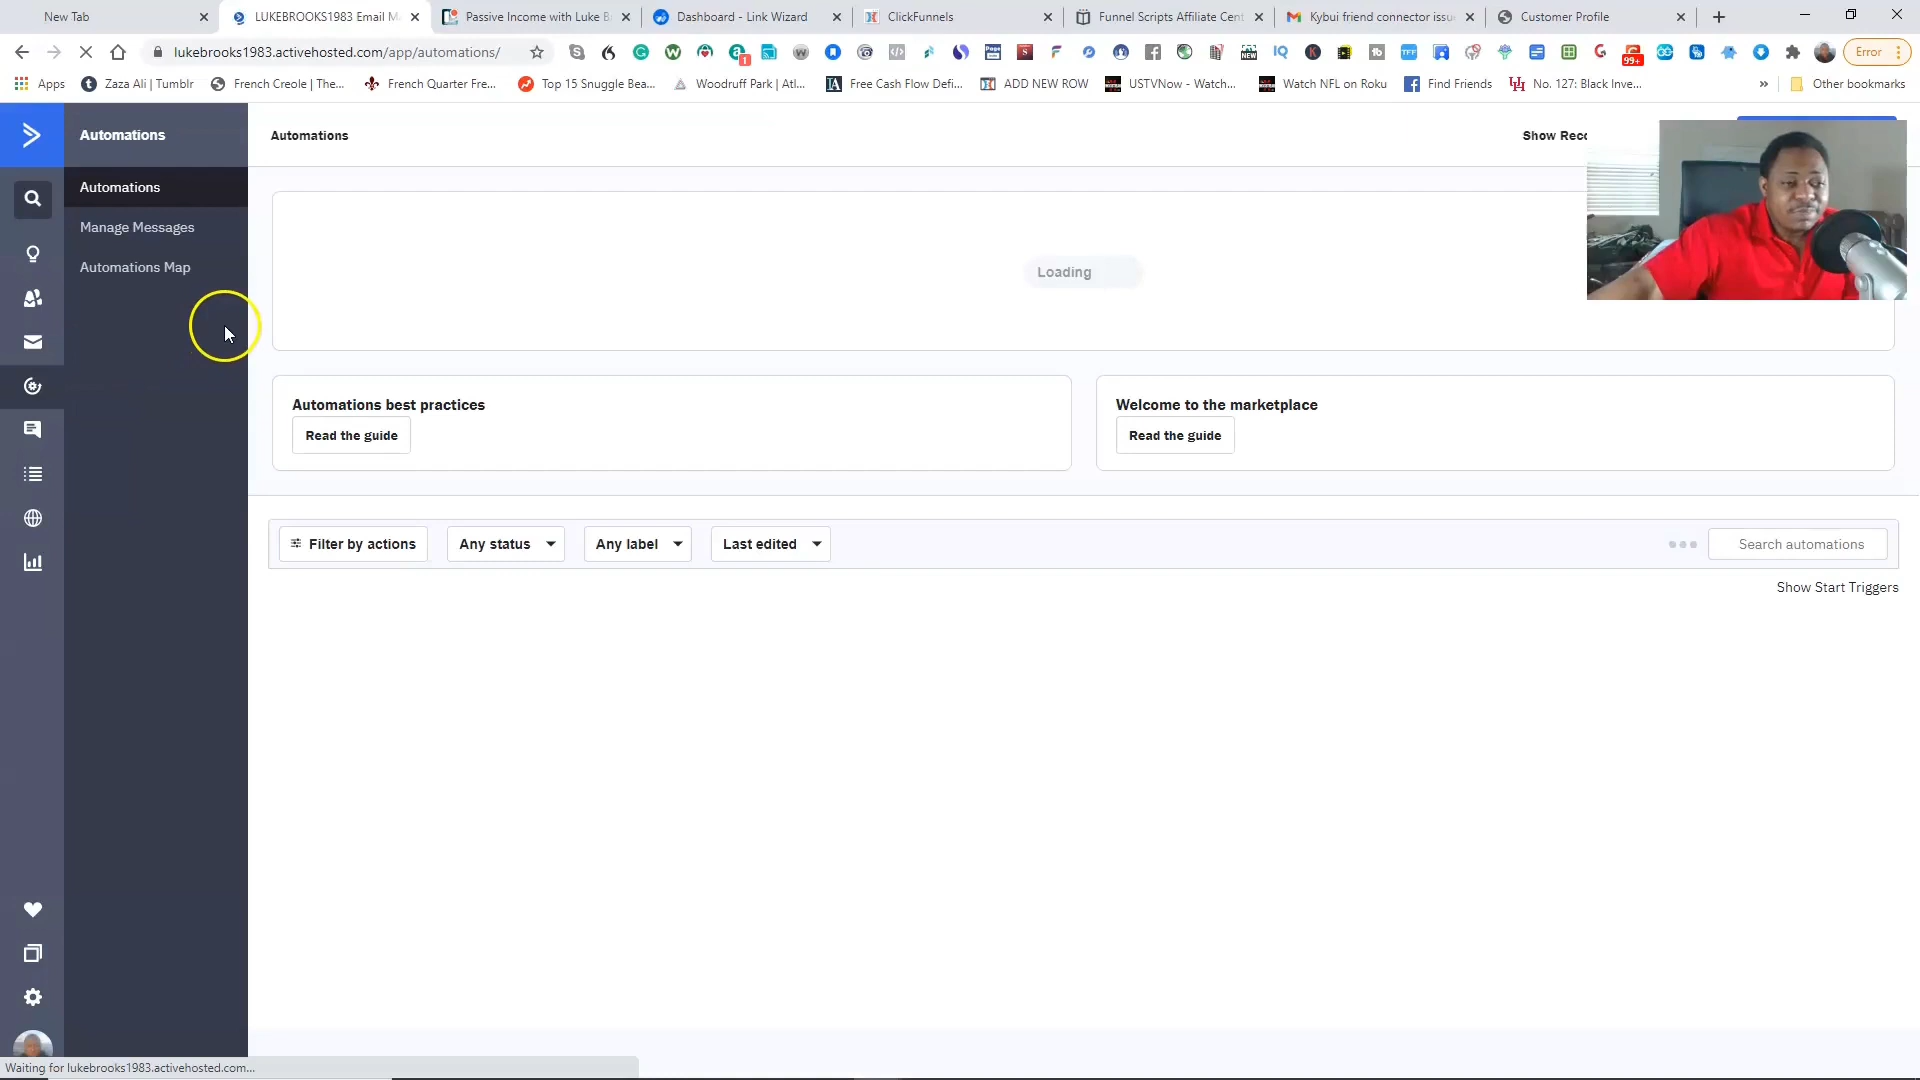 New Tab
LUKEBROOKS1983 Email M
Passive Income with Luke B
Dashboard - Link Wizard
ClickFunnels
Funnel Scripts Affiliate Cent
Kybui friend connector issu
Customer Profile
lukebrooks1983.activehosted.com/app/automations/
Error
Apps
Zaza Ali | Tumblr
French Creole | The...
French Quarter Fre...
Top 15 Snuggle Bea...
Woodruff Park | Atl...
Free Cash Flow Defi...
ADD NEW ROW
USTVNow - Watch...
Watch NFL on Roku
Find Friends
No. 127: Black Inve...
»
Other bookmarks
Automations
Automations
Show Reco
Automations
Manage Messages
Automations Map
Loading
Automations best practices
Read the guide
Welcome to the marketplace
Read the guide
Filter by actions
Any status
Any label
Last edited
Search automations
Show Start Triggers
Waiting for lukebrooks1983.activehosted.com...